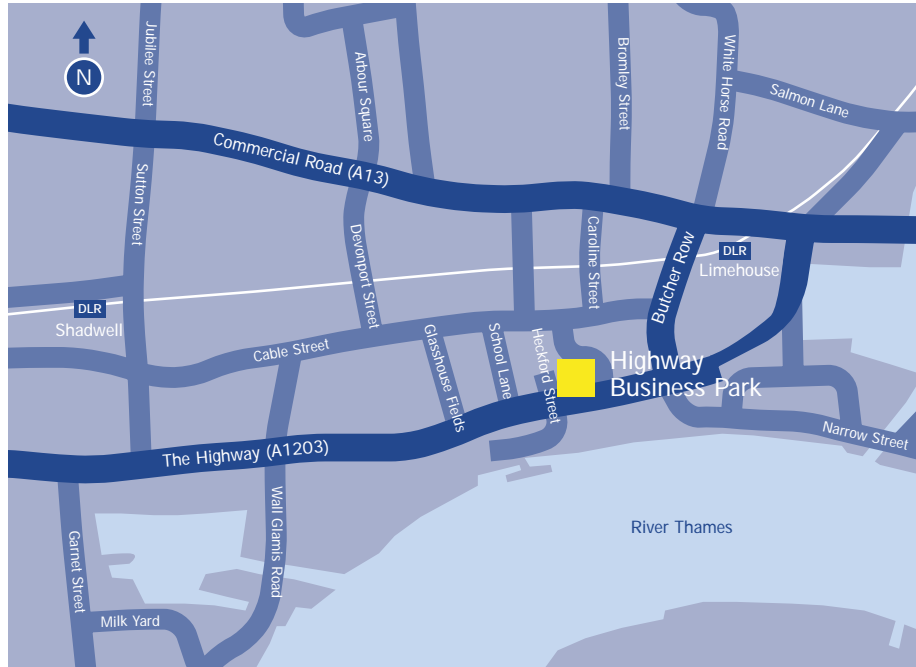 Jubilee Street
N
Arbour Square
Bromley Street
White Horse Road
Salmon Lane
Commercial Road (A13)
Sutton Street
Devonport Street
Caroline Street
Butcher Row
DLR
Limehouse
DLR
Shadwell
Cable Street
Glasshouse Fields
School Lane
Heckford Street
Highway
Business Park
Narrow Street
The Highway (A1203)
Wall Glamis Road
Garnet Street
River Thames
Milk Yard